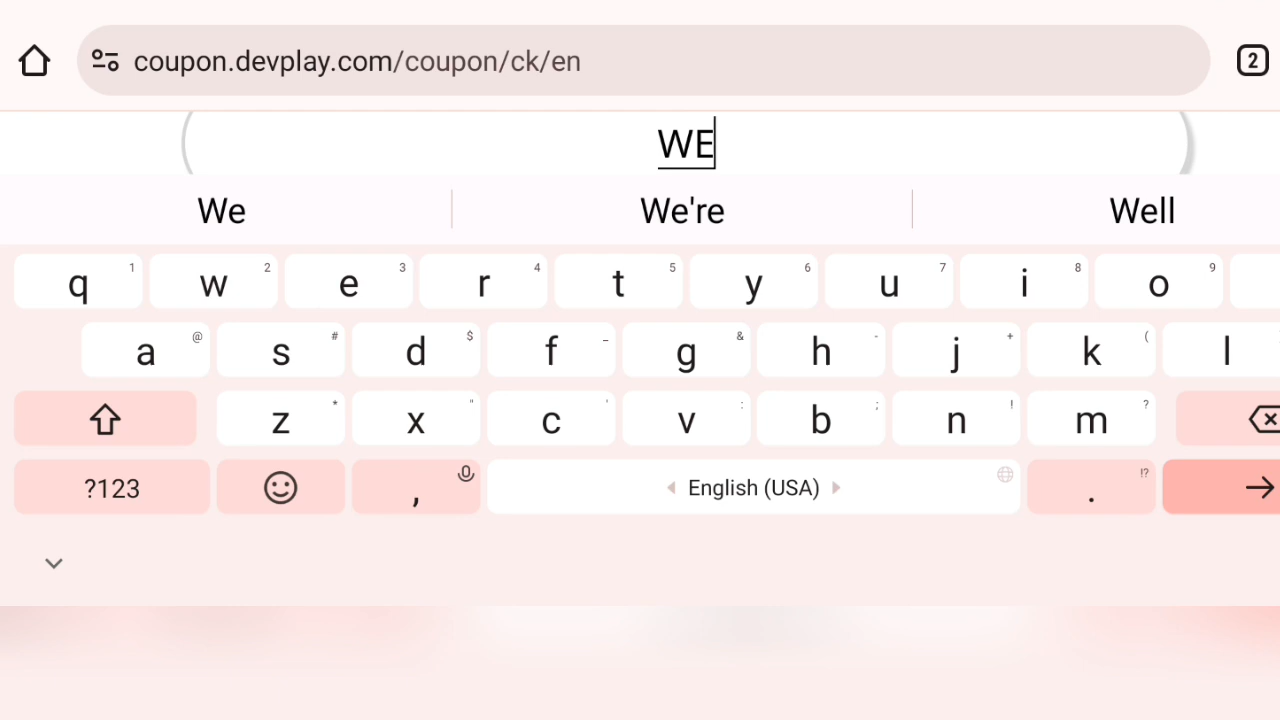 coupon.devplay.com/coupon/ck/en 2
WE
We We're Well
q 1 w 2 e 3 r 4 t 5 y 6 u 7 i 8 o 9
a @ s # d $ f _ g & h - j + k ( l
z * x " c ' v : b ; n ! m ?
?123 , English (USA) . !?